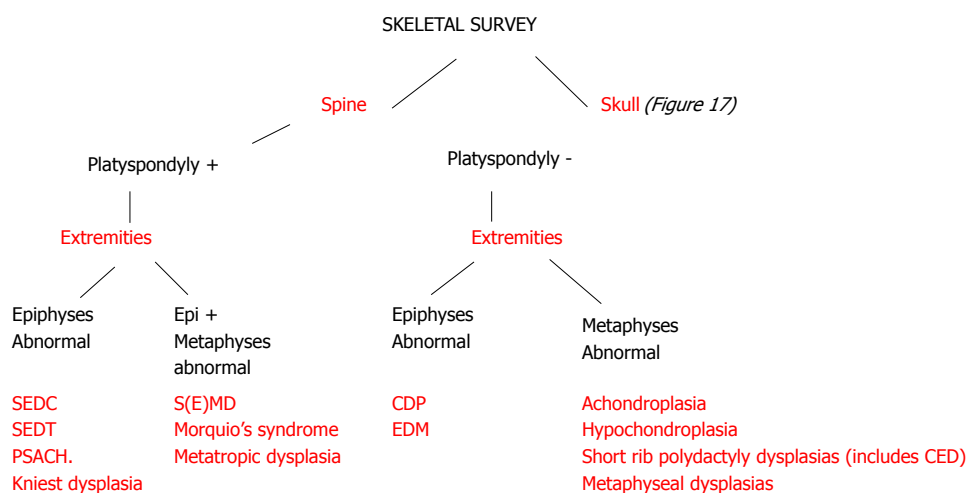 SKELETAL SURVEY
Spine
Skull (Figure 17)
Platyspondyly +
Platyspondyly -
Extremities
Extremities
Epiphyses
Abnormal
Epi +
Metaphyses
abnormal
Epiphyses
Abnormal
Metaphyses
Abnormal
SEDC
SEDT
PSACH.
Kniest dysplasia
S(E)MD
Morquio's syndrome
Metatropic dysplasia
CDP
EDM
Achondroplasia
Hypochondroplasia
Short rib polydactyly dysplasias (includes CED)
Metaphyseal dysplasias